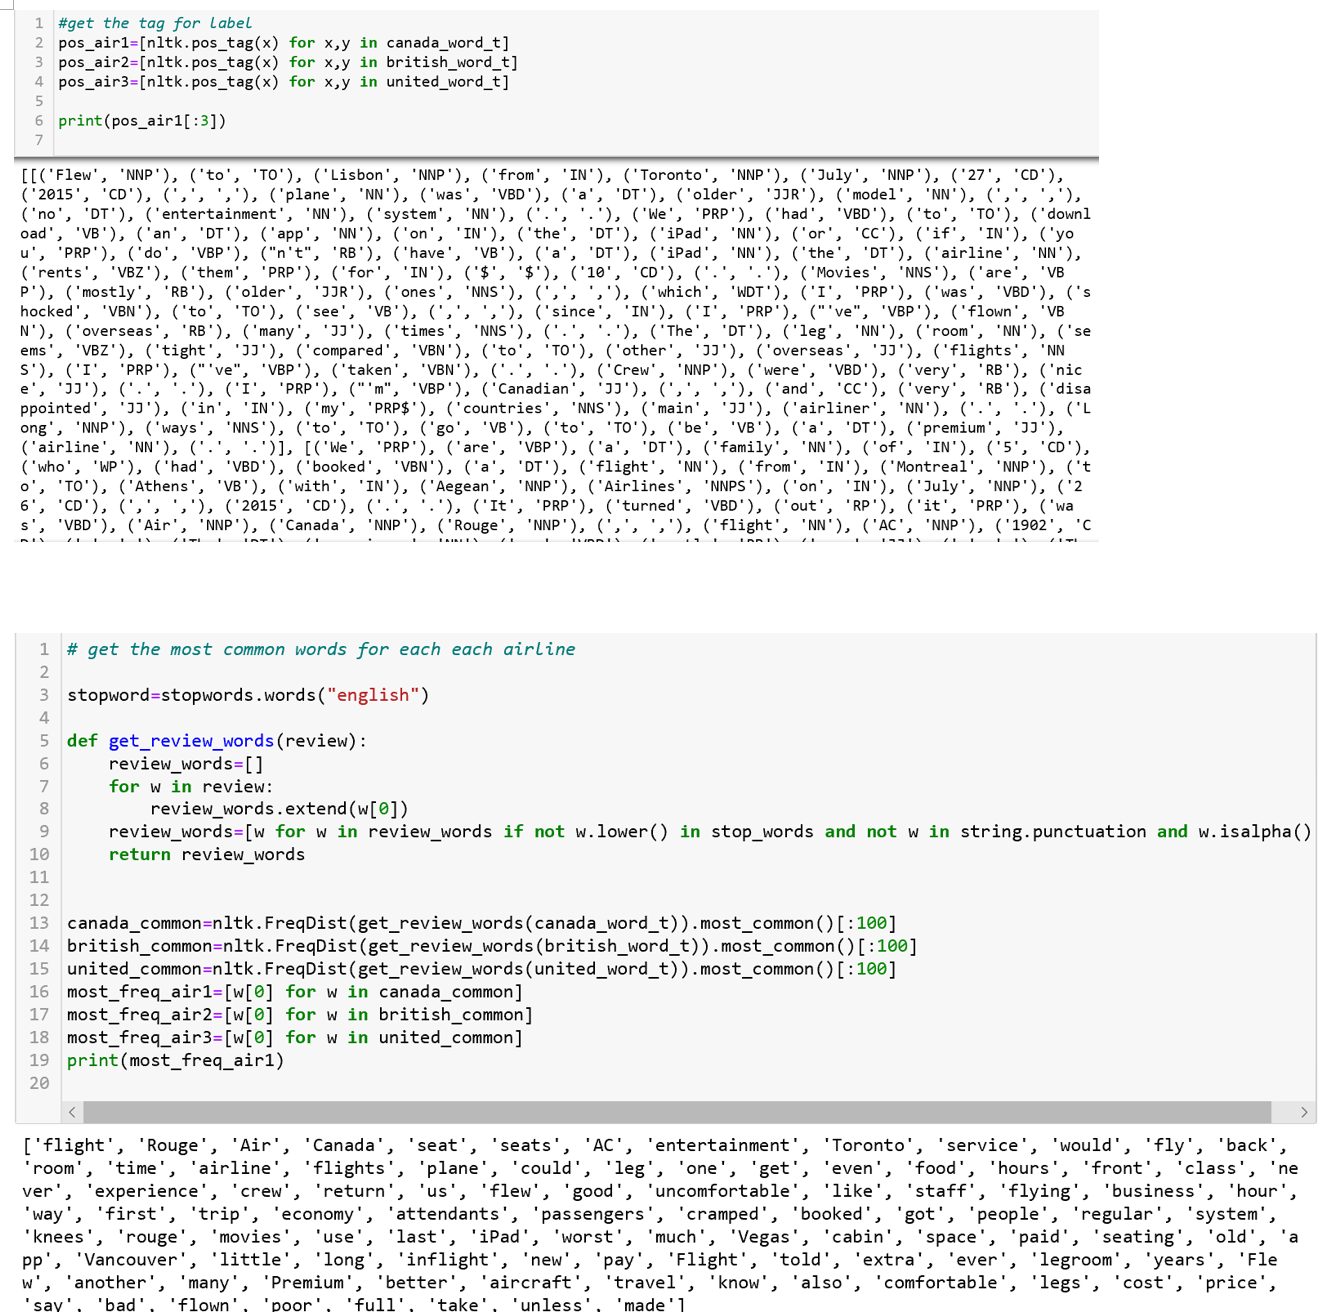 1 #get the tag for label
2 pos_air1=[nltk.pos_tag(x) for x,y in canada_word_t]
3 pos_air2=[nltk.pos_tag(x) for x,y in british_word_t]
4 pos_air3=[nltk.pos_tag(x) for x,y in united_word_t]
5
6 print(pos_air1[:3])
7
[[('Flew', 'NNP'), ('to', 'TO'), ('Lisbon', 'NNP'), ('from', 'IN'), ('Toronto', 'NNP'), ('July', 'NNP'), ('27', 'CD'),
('2015', 'CD'), (',', ','), ('plane', 'NN'), ('was', 'VBD'), ('a', 'DT'), ('older', 'JJR'), ('model', 'NN'), (',', ','),
('no', 'DT'), ('entertainment', 'NN'), ('system', 'NN'), ('.', '.'), ('We', 'PRP'), ('had', 'VBD'), ('to', 'TO'), ('downl
oad', 'VB'), ('an', 'DT'), ('app', 'NN'), ('on', 'IN'), ('the', 'DT'), ('iPad', 'NN'), ('or', 'CC'), ('if', 'IN'), ('yo
u', 'PRP'), ('do', 'VBP'), ("n't", 'RB'), ('have', 'VB'), ('a', 'DT'), ('iPad', 'NN'), ('the', 'DT'), ('airline', 'NN'),
('rents', 'VBZ'), ('them', 'PRP'), ('for', 'IN'), ('$', '$'), ('10', 'CD'), ('.', '.'), ('Movies', 'NNS'), ('are', 'VB
P'), ('mostly', 'RB'), ('older', 'JJR'), ('ones', 'NNS'), (',', ','), ('which', 'WDT'), ('I', 'PRP'), ('was', 'VBD'), ('s
hocked', 'VBN'), ('to', 'TO'), ('see', 'VB'), (',', ','), ('since', 'IN'), ('I', 'PRP'), ("'ve", 'VBP'), ('flown', 'VB
N'), ('overseas', 'RB'), ('many', 'JJ'), ('times', 'NNS'), ('.', '.'), ('The', 'DT'), ('leg', 'NN'), ('room', 'NN'), ('se
ems', 'VBZ'), ('tight', 'JJ'), ('compared', 'VBN'), ('to', 'TO'), ('other', 'JJ'), ('overseas', 'JJ'), ('flights', 'NN
S'), ('I', 'PRP'), ("'ve", 'VBP'), ('taken', 'VBN'), ('.', '.'), ('Crew', 'NNP'), ('were', 'VBD'), ('very', 'RB'), ('nic
e', 'JJ'), ('.', '.'), ('I', 'PRP'), ("'m", 'VBP'), ('Canadian', 'JJ'), (',', ','), ('and', 'CC'), ('very', 'RB'), ('disa
ppointed', 'JJ'), ('in', 'IN'), ('my', 'PRP$'), ('countries', 'NNS'), ('main', 'JJ'), ('airliner', 'NN'), ('.', '.'), ('L
ong', 'NNP'), ('ways', 'NNS'), ('to', 'TO'), ('go', 'VB'), ('to', 'TO'), ('be', 'VB'), ('a', 'DT'), ('premium', 'JJ'),
('airline', 'NN'), ('.', '.')], [('We', 'PRP'), ('are', 'VBP'), ('a', 'DT'), ('family', 'NN'), ('of', 'IN'), ('5', 'CD'),
('who', 'WP'), ('had', 'VBD'), ('booked', 'VBN'), ('a', 'DT'), ('flight', 'NN'), ('from', 'IN'), ('Montreal', 'NNP'), ('t
o', 'TO'), ('Athens', 'VB'), ('with', 'IN'), ('Aegean', 'NNP'), ('Airlines', 'NNPS'), ('on', 'IN'), ('July', 'NNP'), ('2
6', 'CD'), (',', ','), ('2015', 'CD'), ('.', '.'), ('It', 'PRP'), ('turned', 'VBD'), ('out', 'RP'), ('it', 'PRP'), ('wa
s', 'VBD'), ('Air', 'NNP'), ('Canada', 'NNP'), ('Rouge', 'NNP'), (',', ','), ('flight', 'NN'), ('AC', 'NNP'), ('1902', 'C
1 # get the most common words for each each airline
2
3 stopword=stopwords.words("english")
4
5 def get_review_words(review):
6 review_words=[]
7 for w in review:
8 review_words.extend(w[0])
9 review_words=[w for w in review_words if not w.lower() in stop_words and not w in string.punctuation and w.isalpha()
10 return review_words
11
12
13 canada_common=nltk.FreqDist(get_review_words(canada_word_t)).most_common()[:100]
14 british_common=nltk.FreqDist(get_review_words(british_word_t)).most_common()[:100]
15 united_common=nltk.FreqDist(get_review_words(united_word_t)).most_common()[:100]
16 most_freq_air1=[w[0] for w in canada_common]
17 most_freq_air2=[w[0] for w in british_common]
18 most_freq_air3=[w[0] for w in united_common]
19 print(most_freq_air1)
20
['flight', 'Rouge', 'Air', 'Canada', 'seat', 'seats', 'AC', 'entertainment', 'Toronto', 'service', 'would', 'fly', 'back',
'room', 'time', 'airline', 'flights', 'plane', 'could', 'leg', 'one', 'get', 'even', 'food', 'hours', 'front', 'class', 'ne
ver', 'experience', 'crew', 'return', 'us', 'flew', 'good', 'uncomfortable', 'like', 'staff', 'flying', 'business', 'hour',
'way', 'first', 'trip', 'economy', 'attendants', 'passengers', 'cramped', 'booked', 'got', 'people', 'regular', 'system',
'knees', 'rouge', 'movies', 'use', 'last', 'iPad', 'worst', 'much', 'Vegas', 'cabin', 'space', 'paid', 'seating', 'old', 'a
pp', 'Vancouver', 'little', 'long', 'inflight', 'new', 'pay', 'Flight', 'told', 'extra', 'ever', 'legroom', 'years', 'Fle
w', 'another', 'many', 'Premium', 'better', 'aircraft', 'travel', 'know', 'also', 'comfortable', 'legs', 'cost', 'price',
'say', 'bad', 'flown', 'poor', 'full', 'take', 'unless', 'made']